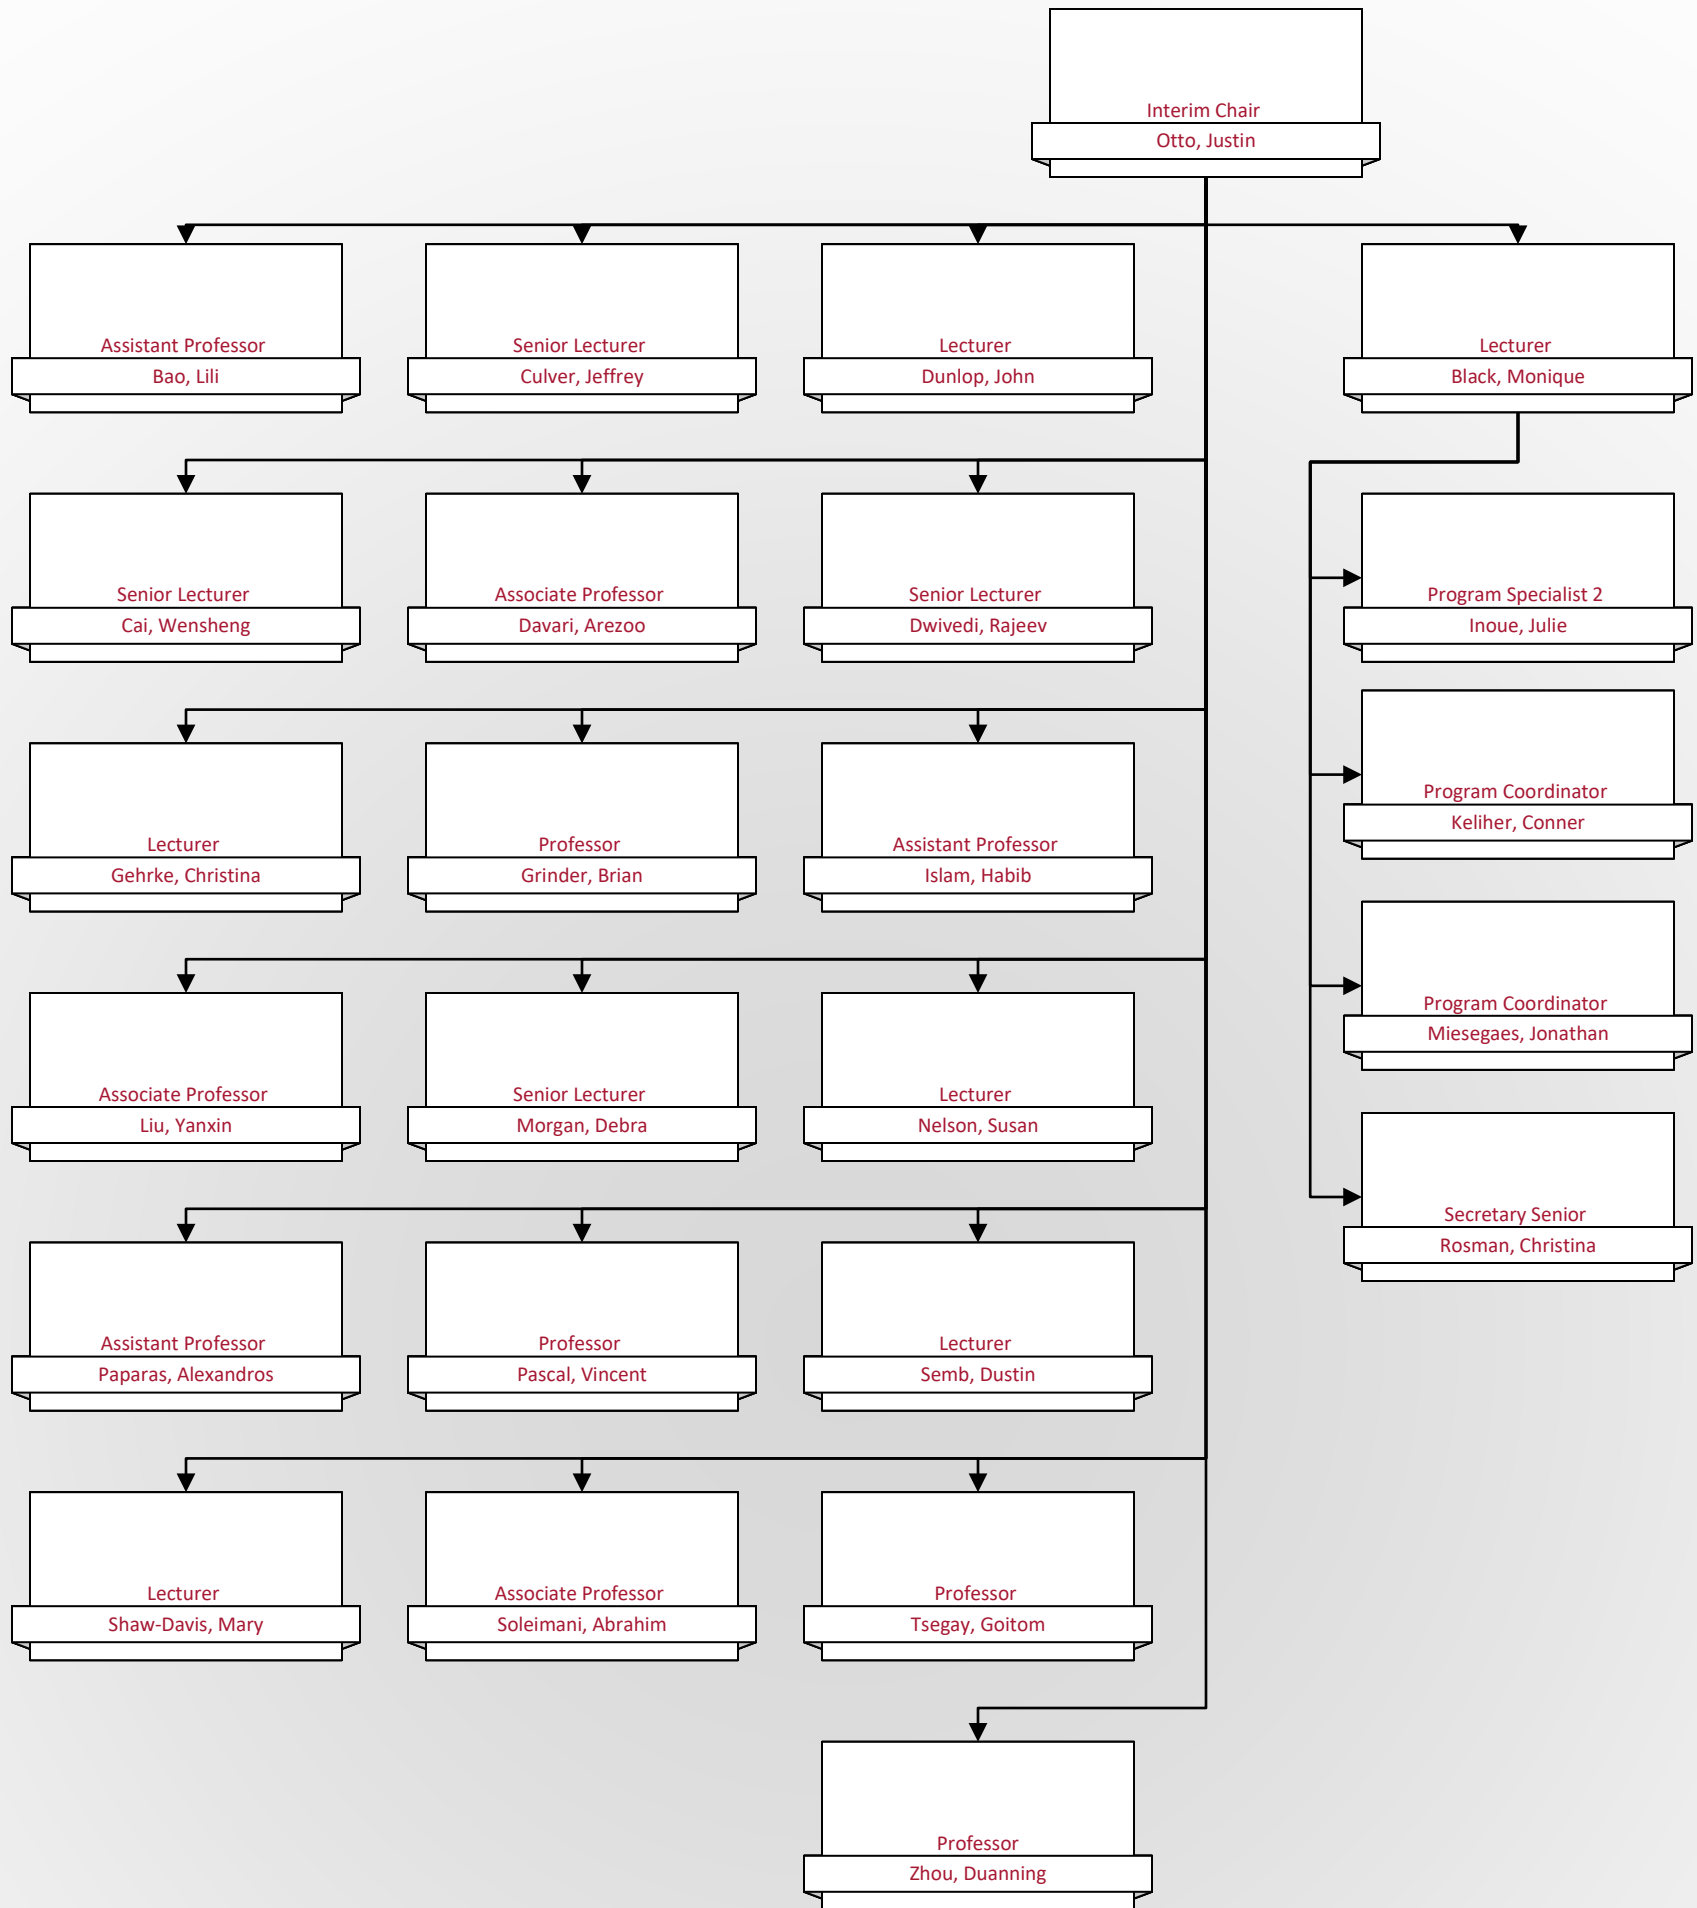 Interim Chair
Otto, Justin
Assistant Professor
Bao, Lili
Senior Lecturer
Culver, Jeffrey
Lecturer
Dunlop, John
Lecturer
Black, Monique
Senior Lecturer
Cai, Wensheng
Associate Professor
Davari, Arezoo
Senior Lecturer
Dwivedi, Rajeev
Program Specialist 2
Inoue, Julie
Lecturer
Gehrke, Christina
Professor
Grinder, Brian
Assistant Professor
Islam, Habib
Program Coordinator
Keliher, Conner
Associate Professor
Liu, Yanxin
Senior Lecturer
Morgan, Debra
Lecturer
Nelson, Susan
Program Coordinator
Miesegaes, Jonathan
Secretary Senior
Rosman, Christina
Assistant Professor
Paparas, Alexandros
Professor
Pascal, Vincent
Lecturer
Semb, Dustin
Lecturer
Shaw-Davis, Mary
Associate Professor
Soleimani, Abrahim
Professor
Tsegay, Goitom
Professor
Zhou, Duanning